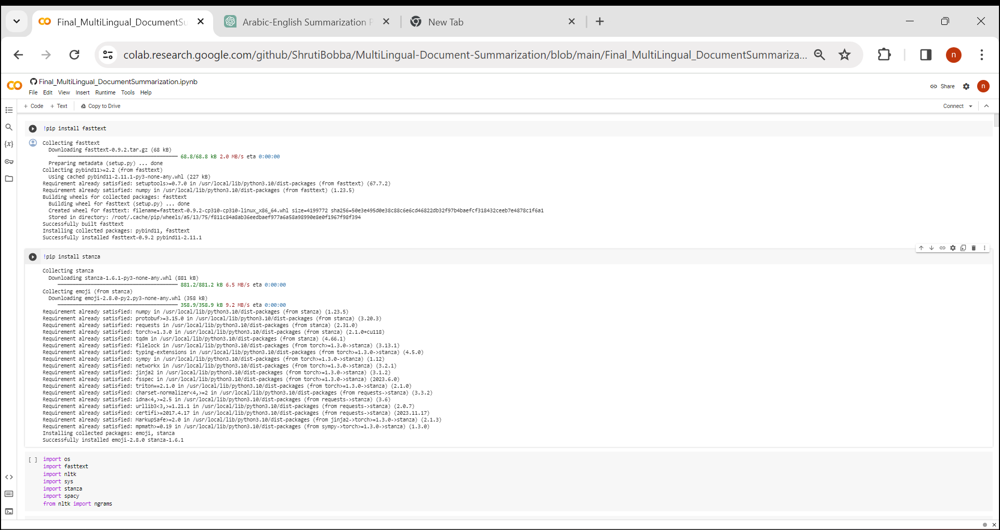 Final_MultiLingual_DocumentSu
Arabic-English Summarization
New Tab
colab.research.google.com/github/ShrutiBobba/MultiLingual-Document-Summarization/blob/main/Final_MultiLingual_DocumentSummariza...
n
Final_MultiLingual_DocumentSummarization.ipynb
File Edit View Insert Runtime Tools Help
Share
n
+ Code + Text Copy to Drive
Connect
!pip install fasttext
Collecting fasttext
Downloading fasttext-0.9.2.tar.gz (68 kB)
68.8/68.8 kB 2.0 MB/s eta 0:00:00
Preparing metadata (setup.py) ... done
Collecting pybind11>=2.2 (from fasttext)
Using cached pybind11-2.11.1-py3-none-any.whl (227 kB)
Requirement already satisfied: setuptools>=0.7.0 in /usr/local/lib/python3.10/dist-packages (from fasttext) (67.7.2)
Requirement already satisfied: numpy in /usr/local/lib/python3.10/dist-packages (from fasttext) (1.23.5)
Building wheels for collected packages: fasttext
Building wheel for fasttext (setup.py) ... done
Created wheel for fasttext: filename=fasttext-0.9.2-cp310-cp310-linux_x86_64.whl size=4199772 sha256=50e3e495d0e38c88c6e6cd46822db32f97b4baefcf318432ceeb7e4878c1f6a1
Stored in directory: /root/.cache/pip/wheels/a5/13/75/f811c84a8ab36eedbaef977a6a58a98990e8e0f1967f98f394
Successfully built fasttext
Installing collected packages: pybind11, fasttext
Successfully installed fasttext-0.9.2 pybind11-2.11.1
!pip install stanza
Collecting stanza
Downloading stanza-1.6.1-py3-none-any.whl (881 kB)
881.2/881.2 kB 6.5 MB/s eta 0:00:00
Collecting emoji (from stanza)
Downloading emoji-2.8.0-py2.py3-none-any.whl (358 kB)
358.9/358.9 kB 9.2 MB/s eta 0:00:00
Requirement already satisfied: numpy in /usr/local/lib/python3.10/dist-packages (from stanza) (1.23.5)
Requirement already satisfied: protobuf>=3.15.0 in /usr/local/lib/python3.10/dist-packages (from stanza) (3.20.3)
Requirement already satisfied: requests in /usr/local/lib/python3.10/dist-packages (from stanza) (2.31.0)
Requirement already satisfied: torch>=1.3.0 in /usr/local/lib/python3.10/dist-packages (from stanza) (2.1.0+cu118)
Requirement already satisfied: tqdm in /usr/local/lib/python3.10/dist-packages (from stanza) (4.66.1)
Requirement already satisfied: filelock in /usr/local/lib/python3.10/dist-packages (from torch>=1.3.0->stanza) (3.13.1)
Requirement already satisfied: typing-extensions in /usr/local/lib/python3.10/dist-packages (from torch>=1.3.0->stanza) (4.5.0)
Requirement already satisfied: sympy in /usr/local/lib/python3.10/dist-packages (from torch>=1.3.0->stanza) (1.12)
Requirement already satisfied: networkx in /usr/local/lib/python3.10/dist-packages (from torch>=1.3.0->stanza) (3.2.1)
Requirement already satisfied: jinja2 in /usr/local/lib/python3.10/dist-packages (from torch>=1.3.0->stanza) (3.1.2)
Requirement already satisfied: fsspec in /usr/local/lib/python3.10/dist-packages (from torch>=1.3.0->stanza) (2023.6.0)
Requirement already satisfied: triton==2.1.0 in /usr/local/lib/python3.10/dist-packages (from torch>=1.3.0->stanza) (2.1.0)
Requirement already satisfied: charset-normalizer<4,>=2 in /usr/local/lib/python3.10/dist-packages (from requests->stanza) (3.3.2)
Requirement already satisfied: idna<4,>=2.5 in /usr/local/lib/python3.10/dist-packages (from requests->stanza) (3.6)
Requirement already satisfied: urllib3<3,>=1.21.1 in /usr/local/lib/python3.10/dist-packages (from requests->stanza) (2.0.7)
Requirement already satisfied: certifi>=2017.4.17 in /usr/local/lib/python3.10/dist-packages (from requests->stanza) (2023.11.17)
Requirement already satisfied: MarkupSafe>=2.0 in /usr/local/lib/python3.10/dist-packages (from jinja2->torch>=1.3.0->stanza) (2.1.3)
Requirement already satisfied: mpmath>=0.19 in /usr/local/lib/python3.10/dist-packages (from sympy->torch>=1.3.0->stanza) (1.3.0)
Installing collected packages: emoji, stanza
Successfully installed emoji-2.8.0 stanza-1.6.1
[ ] import os
import fasttext
import nltk
import sys
import stanza
import spacy
from nltk import ngrams